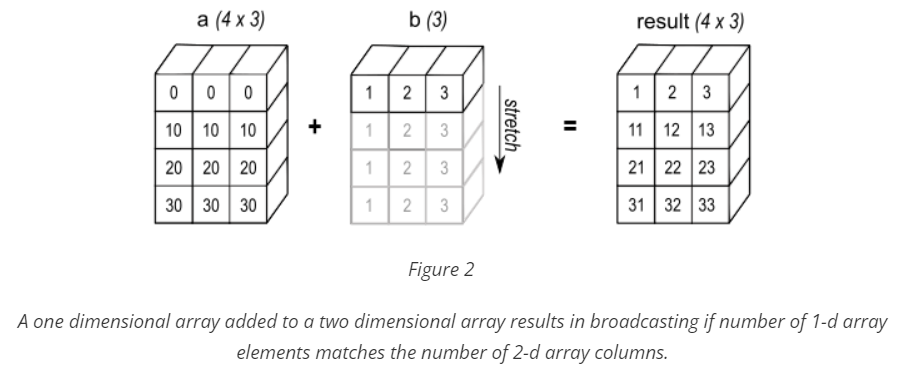 a (4 x 3) b (3) result (4 x 3)
0 0 0 1 2 3 1 2 3
10 10 10 + 1 2 3 stretch = 11 12 13
20 20 20 1 2 3 21 22 23
30 30 30 1 2 3 31 32 33
Figure 2
A one dimensional array added to a two dimensional array results in broadcasting if number of 1-d array
elements matches the number of 2-d array columns.